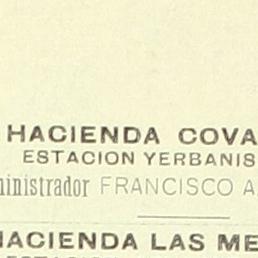 HACIENDA COVA
ESTACION YERBANIS
ministrador FRANCISCO A
HACIENDA LAS ME